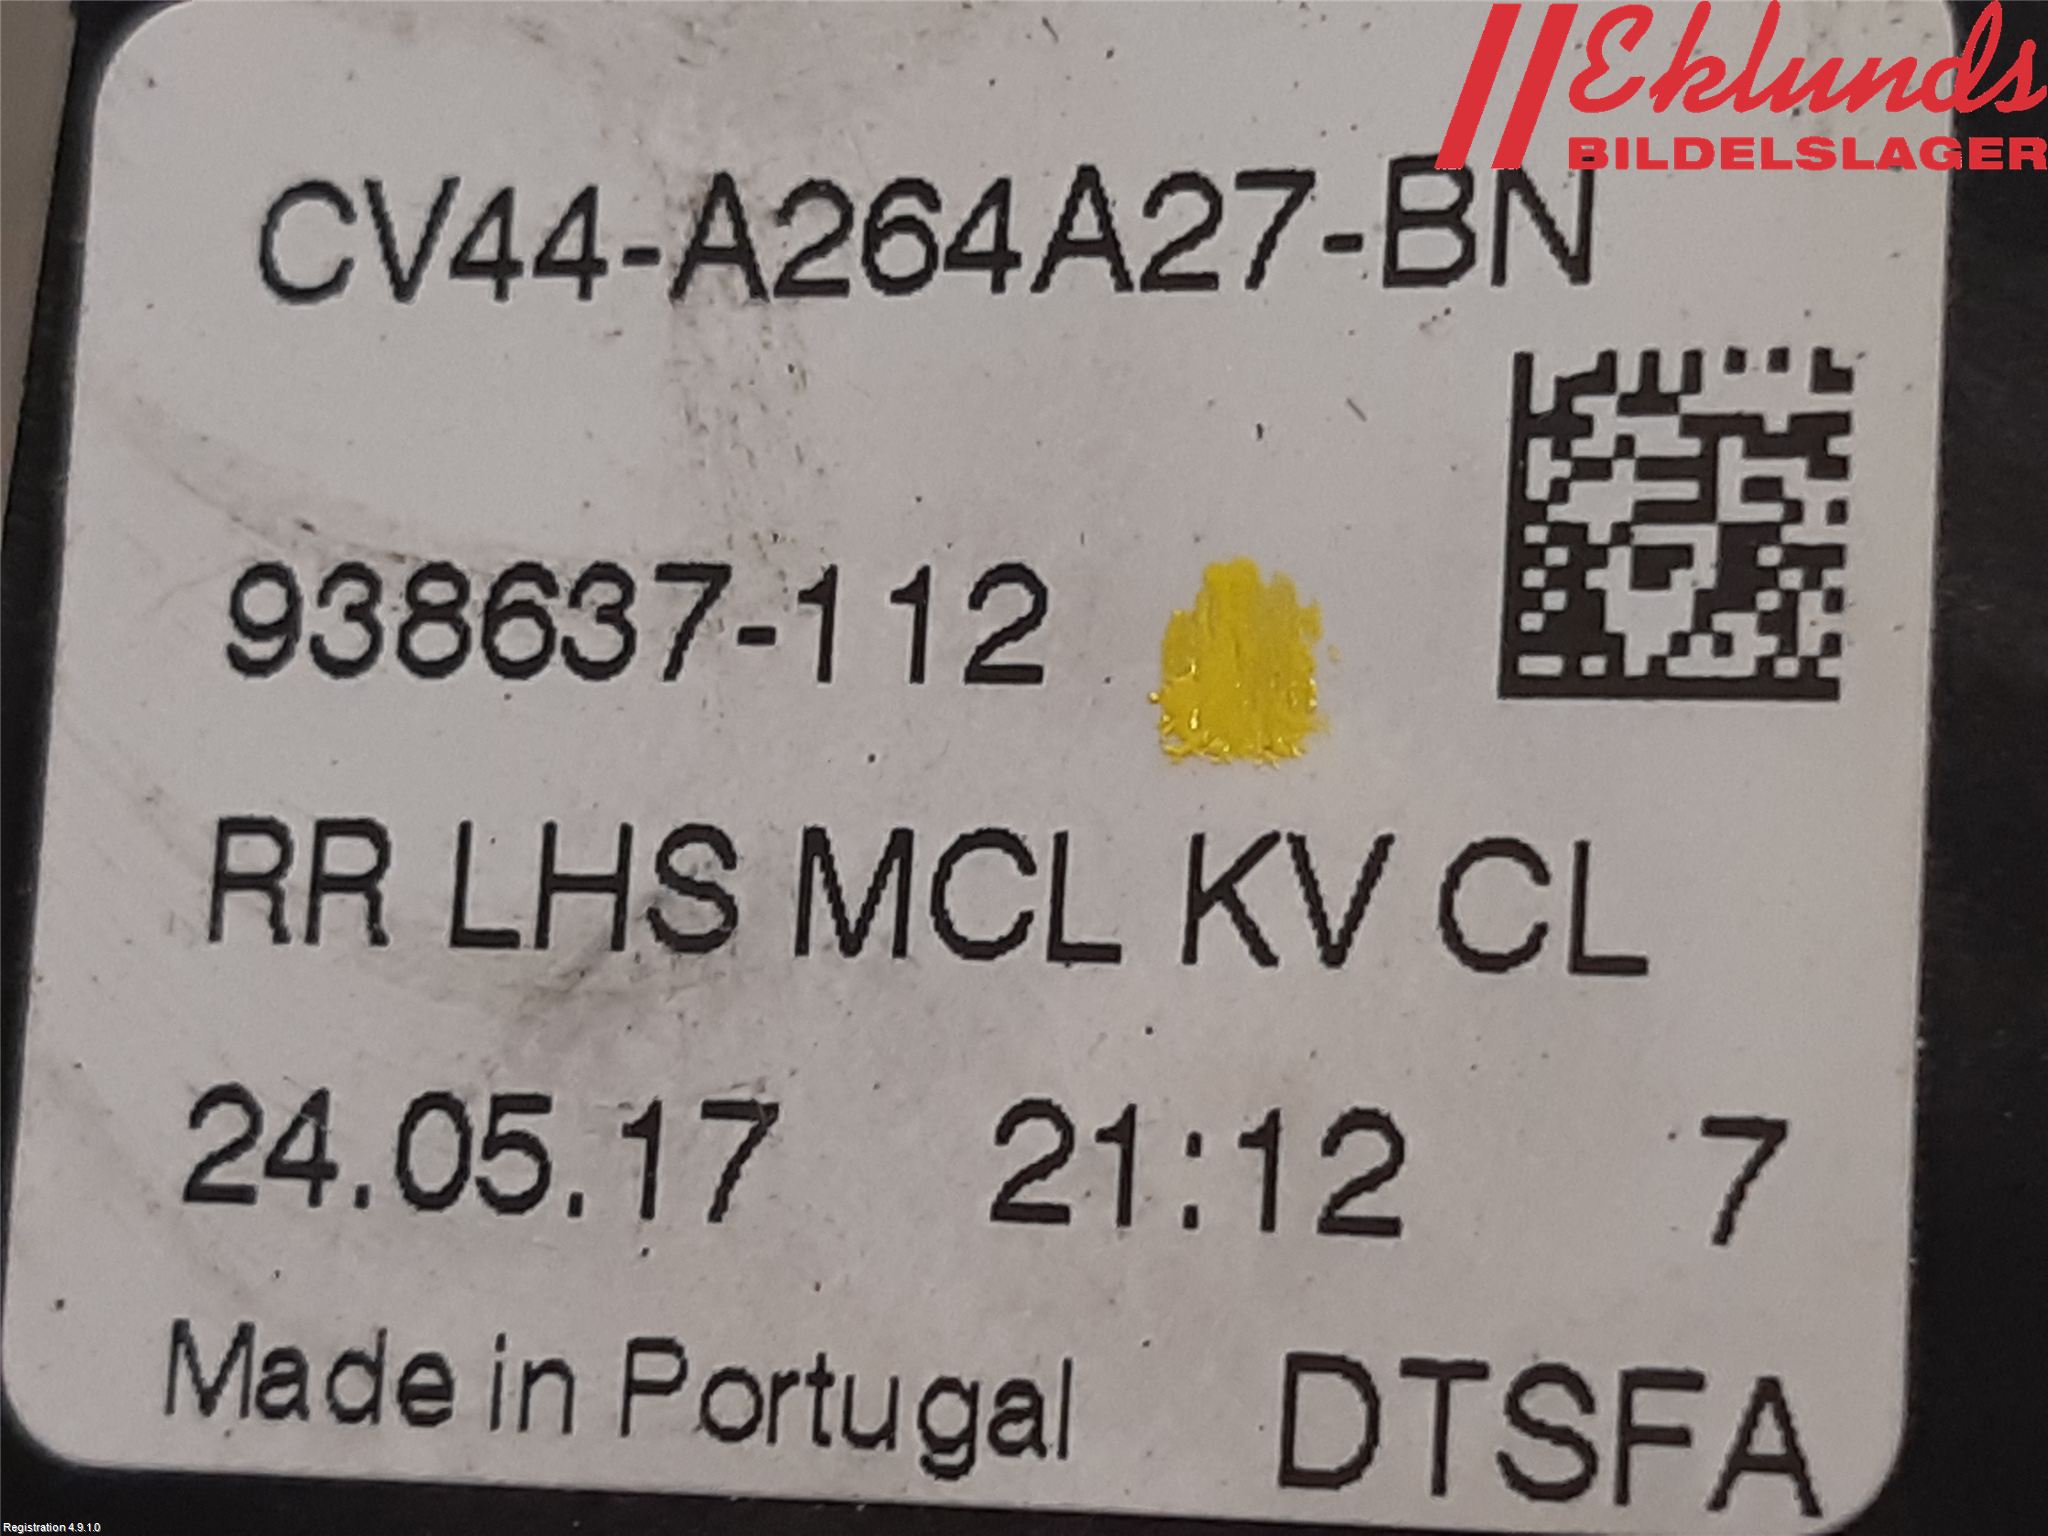 Eklunds
BILDELSLAGER
CV44-A264A27-BN
938637-112
RR LHS MCL KV CL
24.05.17 21:12 7
Made in Portugal DTSFA
Registration 4.9.1.0